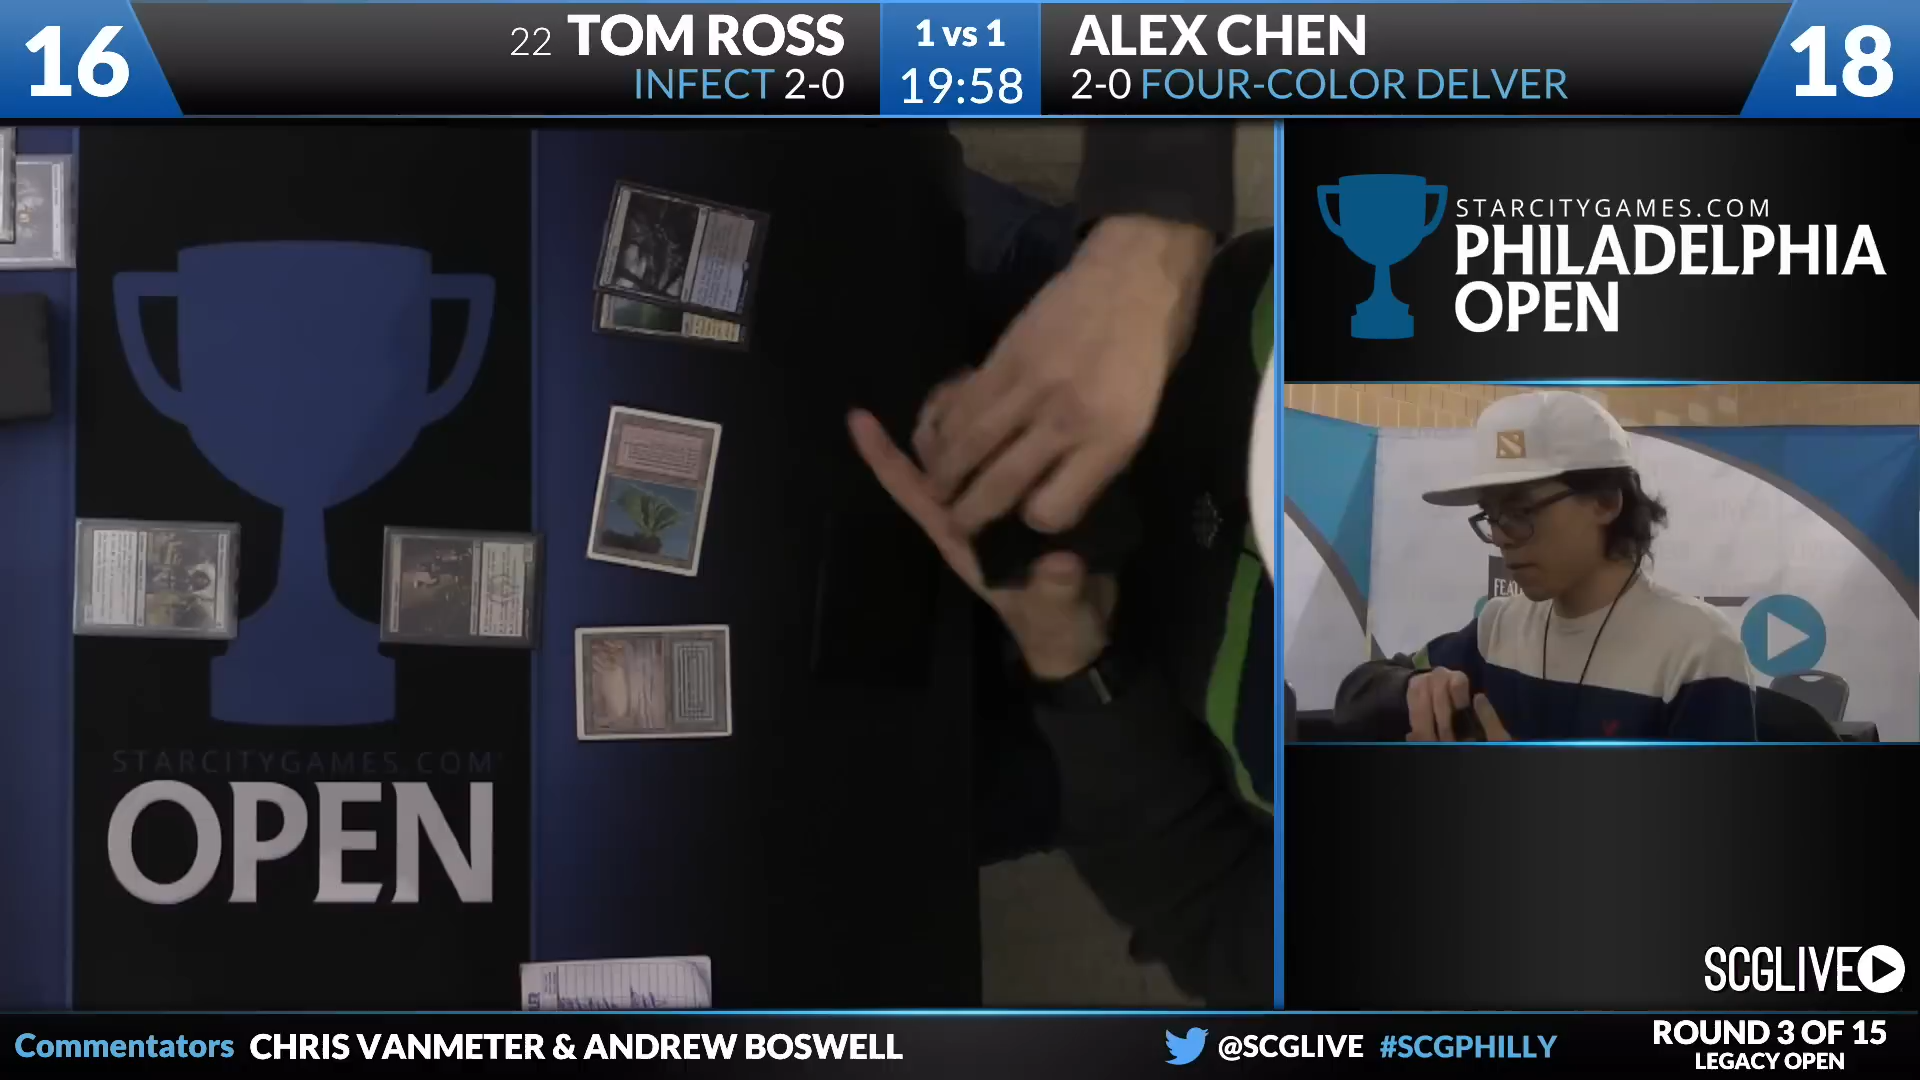 16
22 TOM ROSS
INFECT 2-0
1 vs 1
19:58
ALEX CHEN
2-0 FOUR-COLOR DELVER
18
STARCITYGAMES.COM
PHILADELPHIA
OPEN
STARCITYGAMES.COM
OPEN
SCGLIVE
Commentators CHRIS VANMETER & ANDREW BOSWELL
@SCGLIVE #SCGPHILLY
ROUND 3 OF 15
LEGACY OPEN